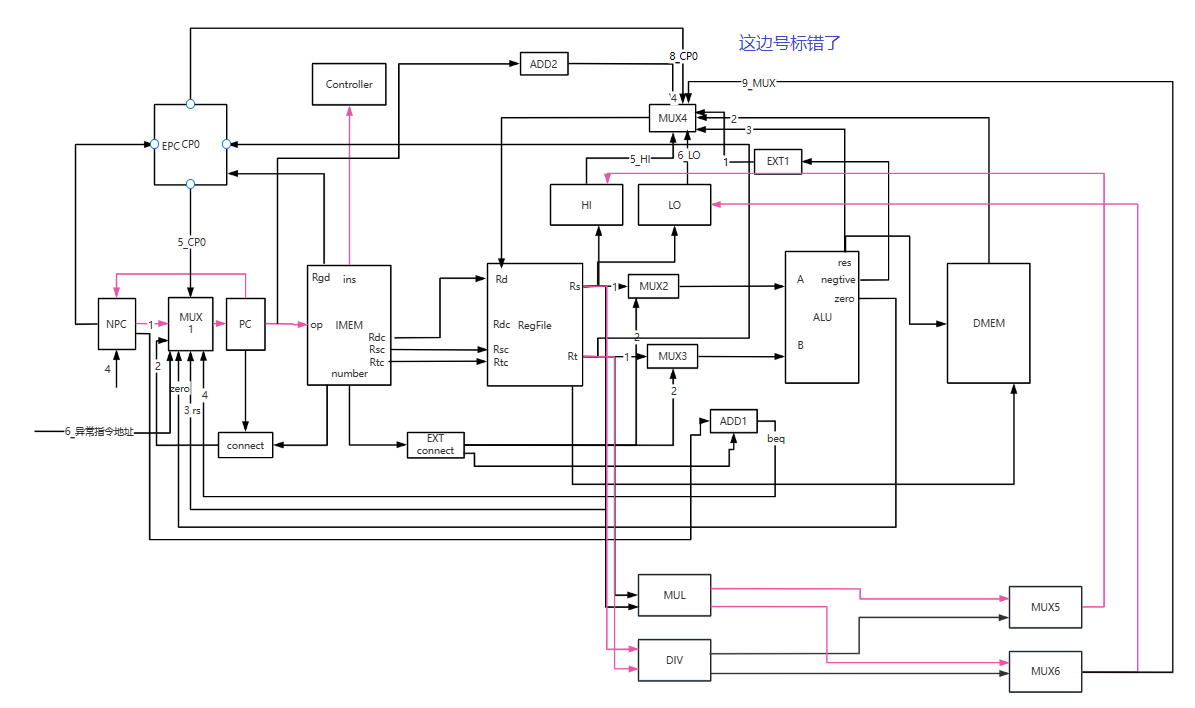 这边号标错了
8_CP0
ADD2
Controller
9_MUX
4
MUX4
2
3
EPC
CP0
5_HI
6_LO
1
EXT1
HI
LO
5_CP0
Rgd
ins
Rd
Rs
1
MUX2
res
A
negtive
zero
NPC
1
MUX
1
PC
op
IMEM
Rdc
RegFile
ALU
DMEM
Rdc
2
B
Rsc
Rsc
Rt
1
MUX3
Rtc
Rtc
4
2
number
zero
4
2
3 rs
6_异常指令地址
connect
EXT
connect
ADD1
beq
MUL
MUX5
DIV
MUX6